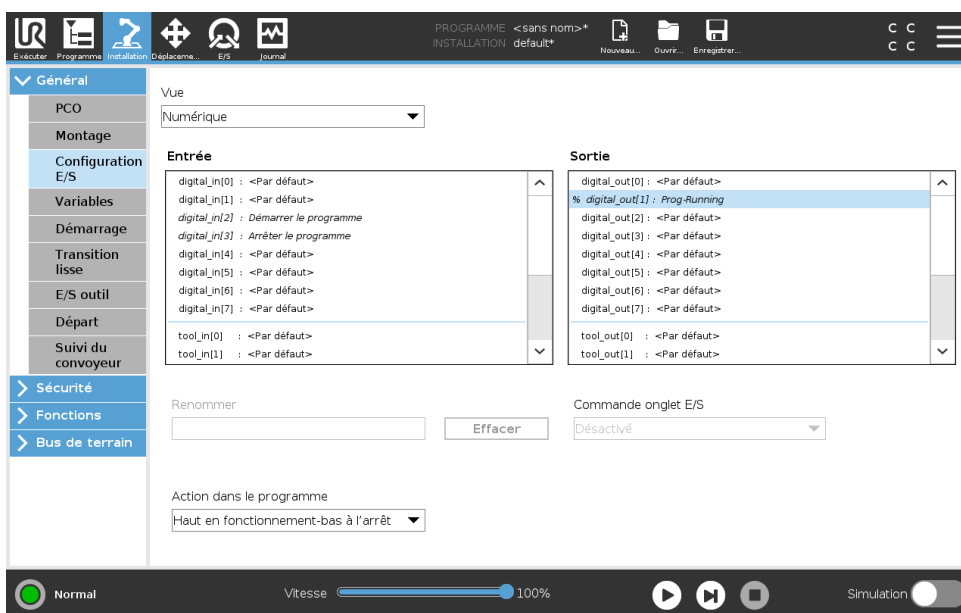 UR
PROGRAMME <sans nom>*
INSTALLATION default*
Exécuter Programme Installation Déplaceme... E/S Journal
Nouveau... Ouvrir... Enregistrer...
C C
C C
Général
PCO
Montage
Configuration
E/S
Variables
Démarrage
Transition
lisse
E/S outil
Départ
Suivi du
convoyeur
Sécurité
Fonctions
Bus de terrain
Vue
Numérique
Entrée
digital_in[0] : <Par défaut>
digital_in[1] : <Par défaut>
digital_in[2] : Démarrer le programme
digital_in[3] : Arrêter le programme
digital_in[4] : <Par défaut>
digital_in[5] : <Par défaut>
digital_in[6] : <Par défaut>
digital_in[7] : <Par défaut>
tool_in[0] : <Par défaut>
tool_in[1] : <Par défaut>
Sortie
digital_out[0] : <Par défaut>
% digital_out[1] : Prog-Running
digital_out[2] : <Par défaut>
digital_out[3] : <Par défaut>
digital_out[4] : <Par défaut>
digital_out[5] : <Par défaut>
digital_out[6] : <Par défaut>
digital_out[7] : <Par défaut>
tool_out[0] : <Par défaut>
tool_out[1] : <Par défaut>
Renommer
Effacer
Commande onglet E/S
Désactivé
Action dans le programme
Haut en fonctionnement-bas à l'arrêt
Normal
Vitesse 100%
Simulation